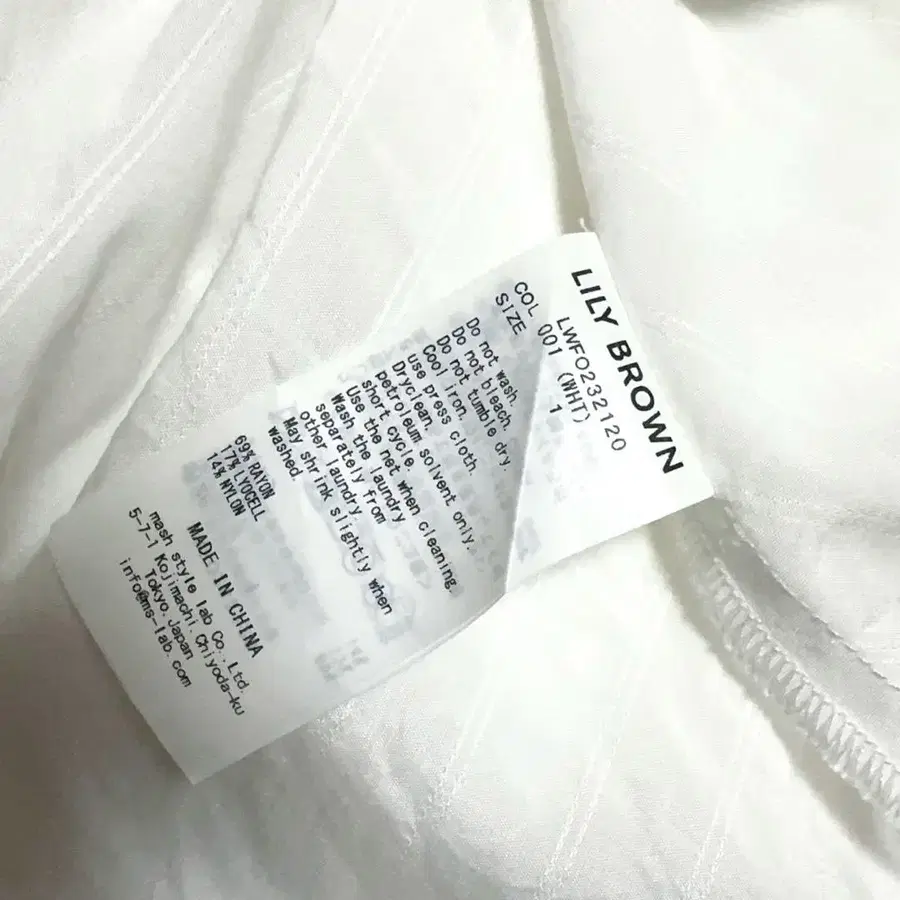 LILY BROWN
LWFO232120
COL 001 (WHT)
SIZE 1
Do not wash.
Do not bleach.
Do not tumble dry.
Cool iron,
use press cloth.
Dryclean,
petroleum solvent only.
short cycle.
Use the net when cleaning.
Wash the laundry
separately from
other laundry.
May shrink slightly when
washed
69% RAYON
17% LYOCELL
14% NYLON
MADE IN CHINA
mash style lab Co.,Ltd.
5-7-1 Kojimachi,Chiyoda-ku
Tokyo,Japan
info@ms-lab.com